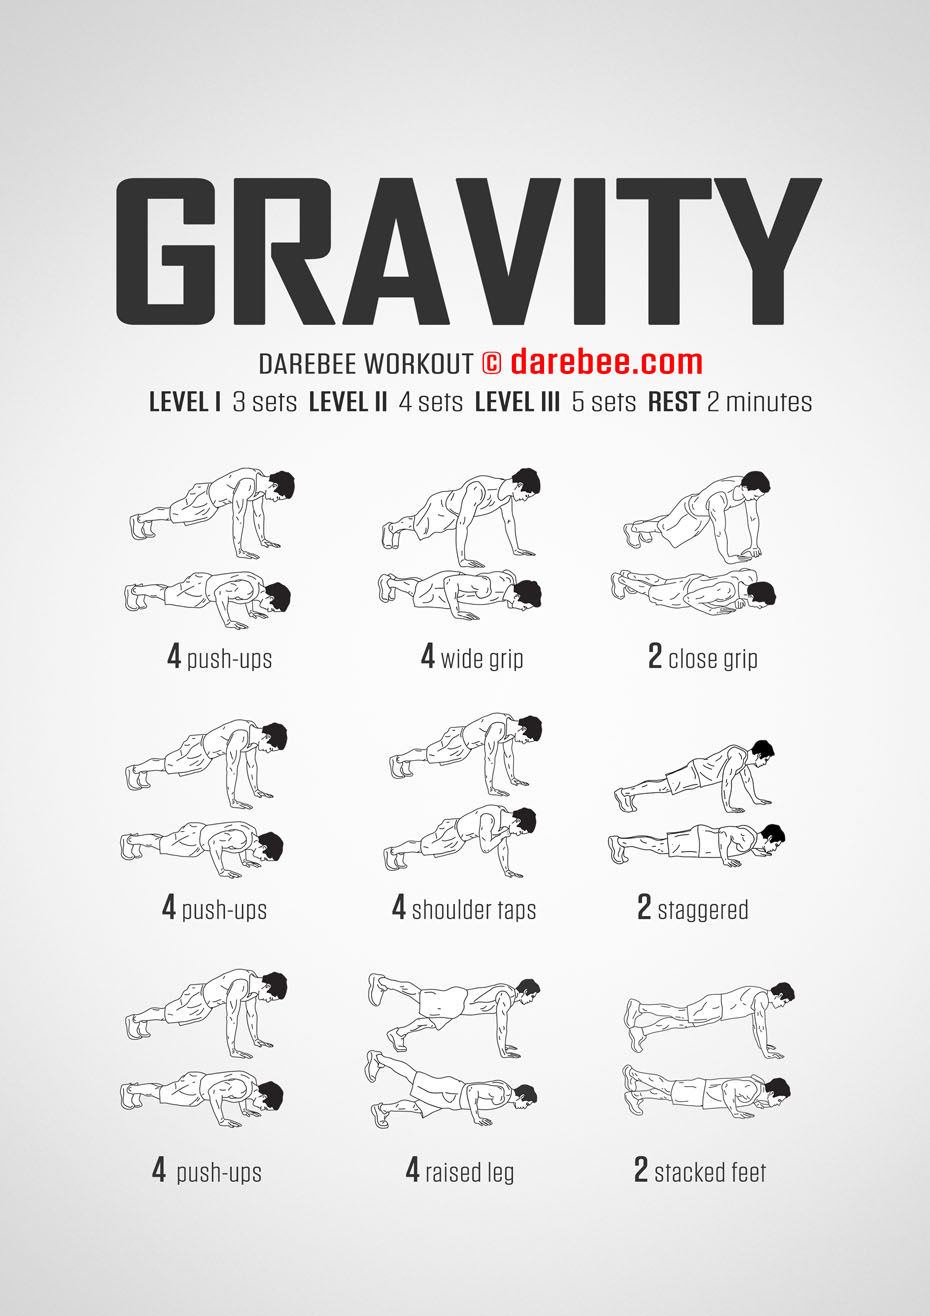 GRAVITY
DAREBEE WORKOUT © darebee.com
LEVEL I 3 sets LEVEL II 4 sets LEVEL III 5 sets REST 2 minutes
4 push-ups
4 wide grip
2 close grip
4 push-ups
4 shoulder taps
2 staggered
4 push-ups
4 raised leg
2 stacked feet